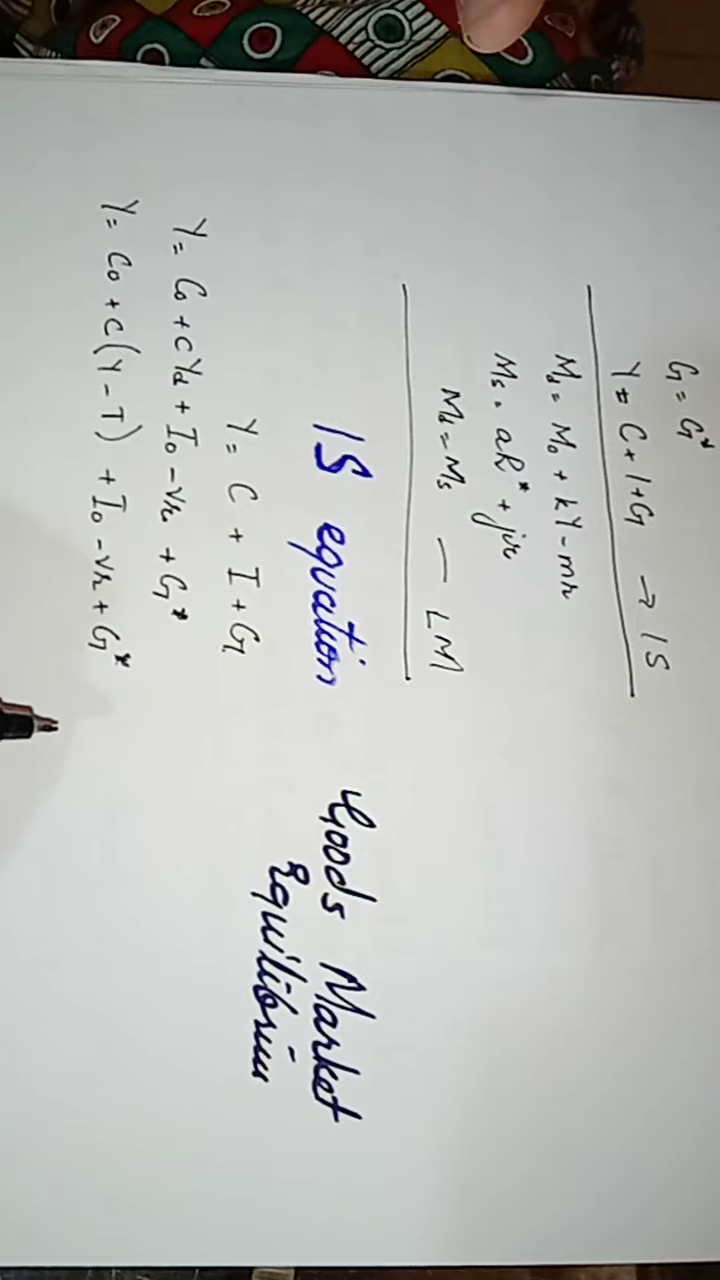 G = G*
Y = C + I + G → IS
Md = M0 + kY - mr
Ms = aR* + jr
Md = Ms — LM
IS equation
Goods Market
Equilibrium
Y = C + I + G
Y = C0 + cYd + I0 - vr + G*
Y = C0 + c(Y - T) + I0 - vr + G*